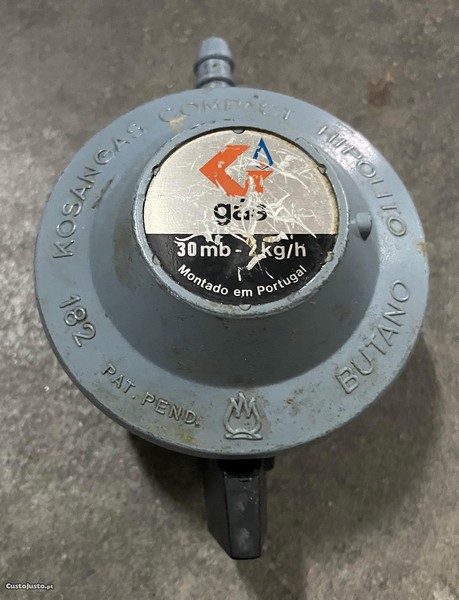 KOSANGAS COMPACT HIPOLITO
gás
30mb - kg/h
Montado em Portugal
182
PAT. PEND.
BUTANO
CustoJusto.pt